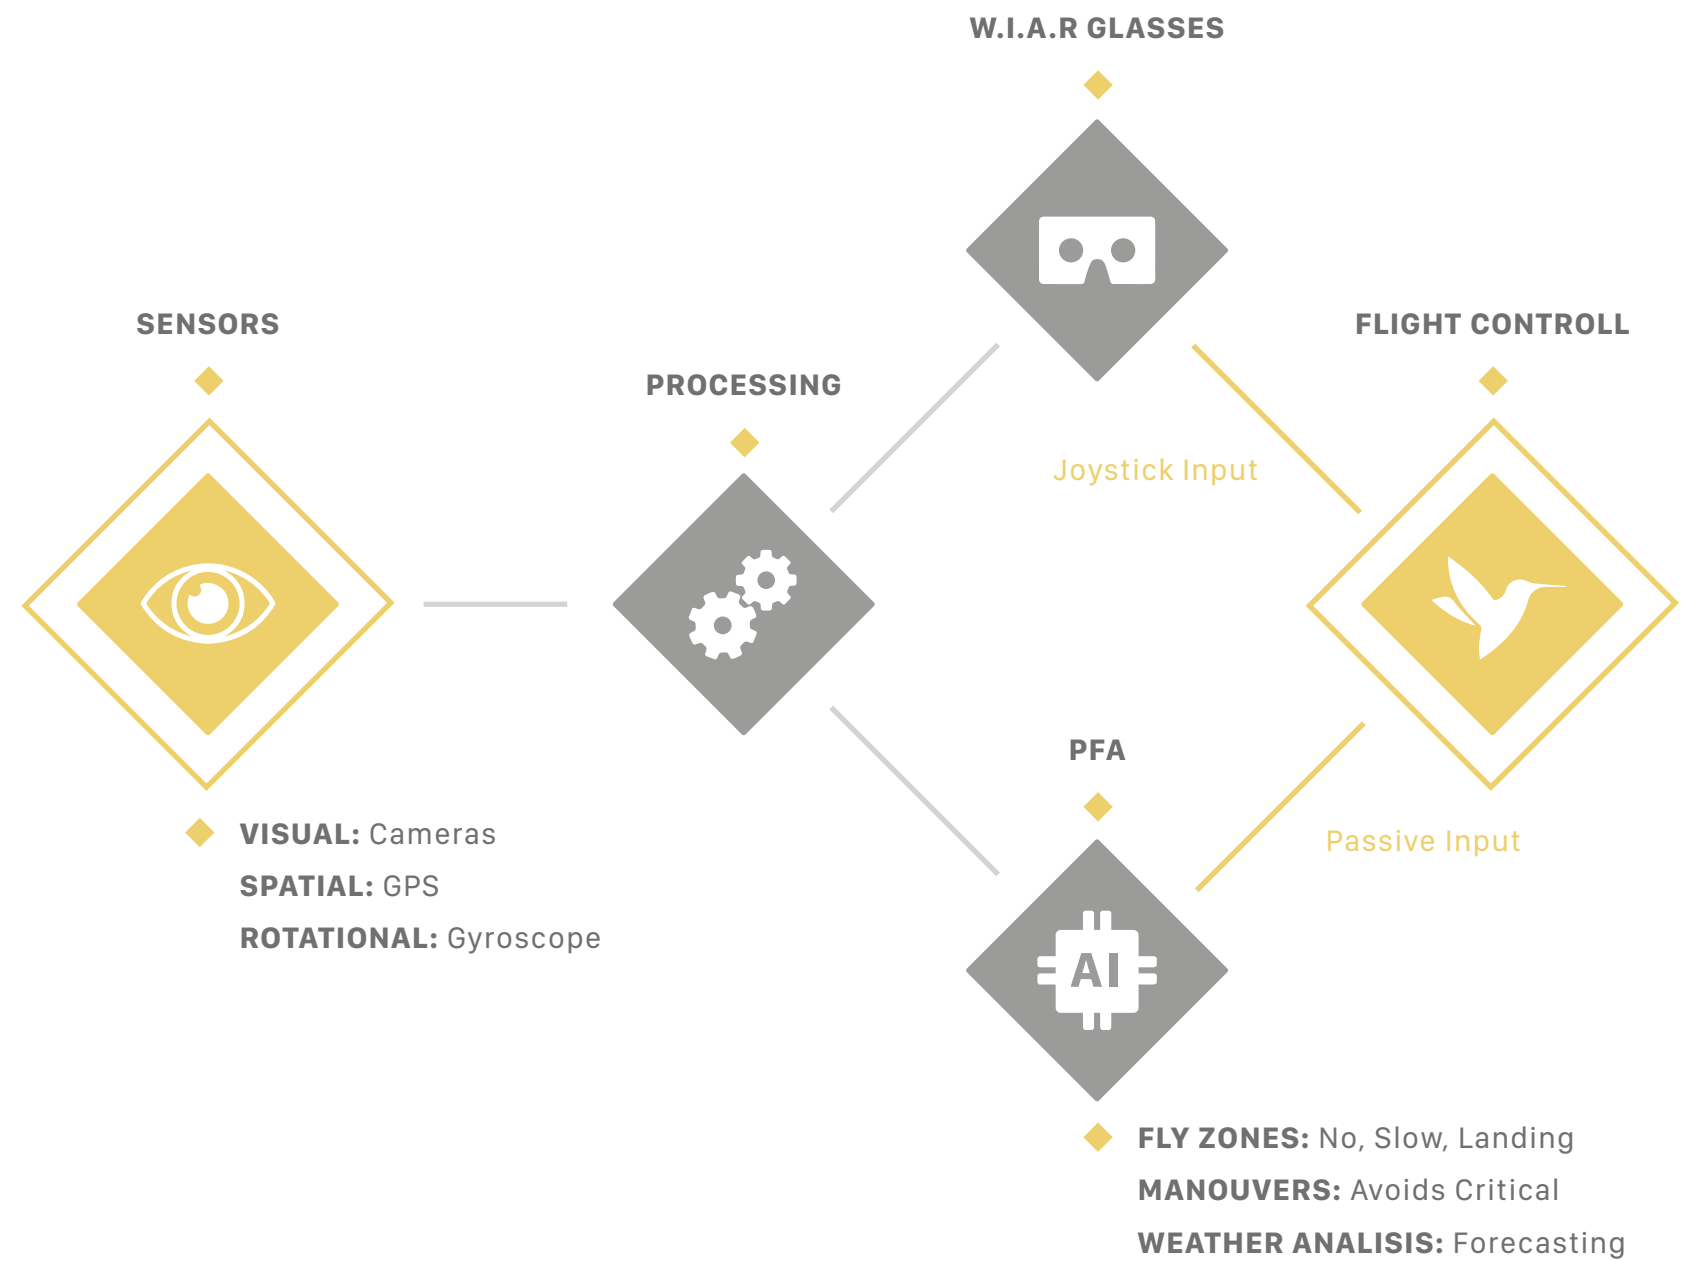 W.I.A.R GLASSES
SENSORS
FLIGHT CONTROLL
PROCESSING
Joystick Input
PFA
VISUAL: Cameras
SPATIAL: GPS
ROTATIONAL: Gyroscope
Passive Input
AI
FLY ZONES: No, Slow, Landing
MANOUVERS: Avoids Critical
WEATHER ANALISIS: Forecasting